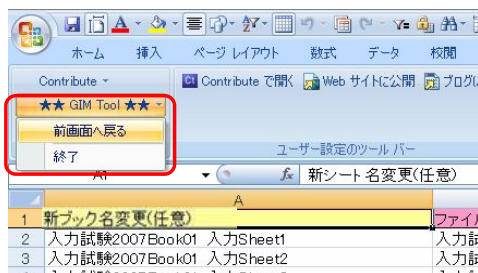 ホーム 挿入 ページ レイアウト 数式 データ 校閲
Contribute Contribute で開く Web サイトに公開 ブログ
★★ GIM Tool ★★
前画面へ戻る
終了
ユーザー設定のツール バー
A1 fx 新シート名変更(任意)
A
1 新ブック名変更(任意) ファイル
2 入力試験2007Book01 入力Sheet1 入力試
3 入力試験2007Book01 入力Sheet2 入力試